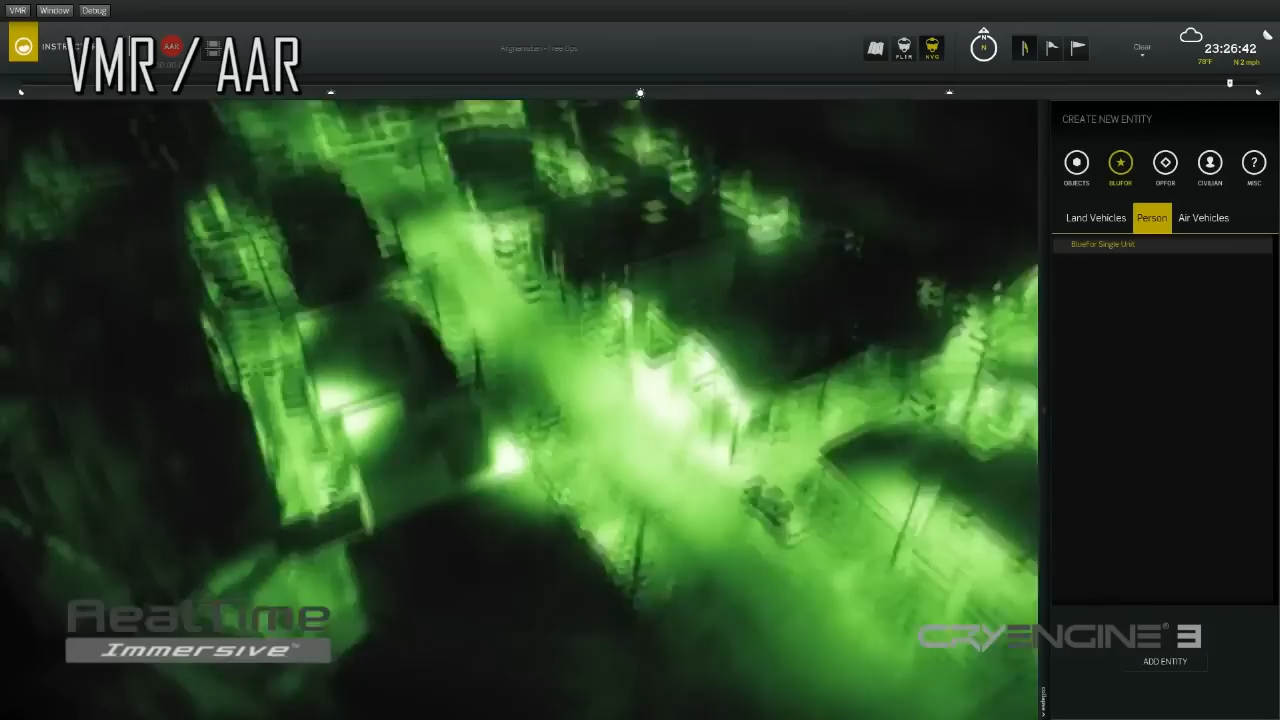 VMR Window Debug
VMR / AAR
AAR
Afghanistan - Free Ops
FLIR NVG
N
Clear
23:26:42
78°F N 2 mph
CREATE NEW ENTITY
OBJECTS BLUFOR OPFOR CIVILIAN MISC
Land Vehicles Person Air Vehicles
BlueFor Single Unit
RealTime
Immersive™
CRYENGINE® 3
ADD ENTITY
collapse